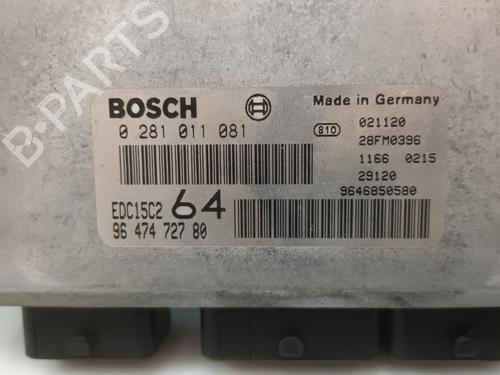 B-PARTS
BOSCH
Made in Germany
0 281 011 081
810
021120
28FM0396
1166 0215
29120
9646850580
EDC15C2 64
96 474 727 80